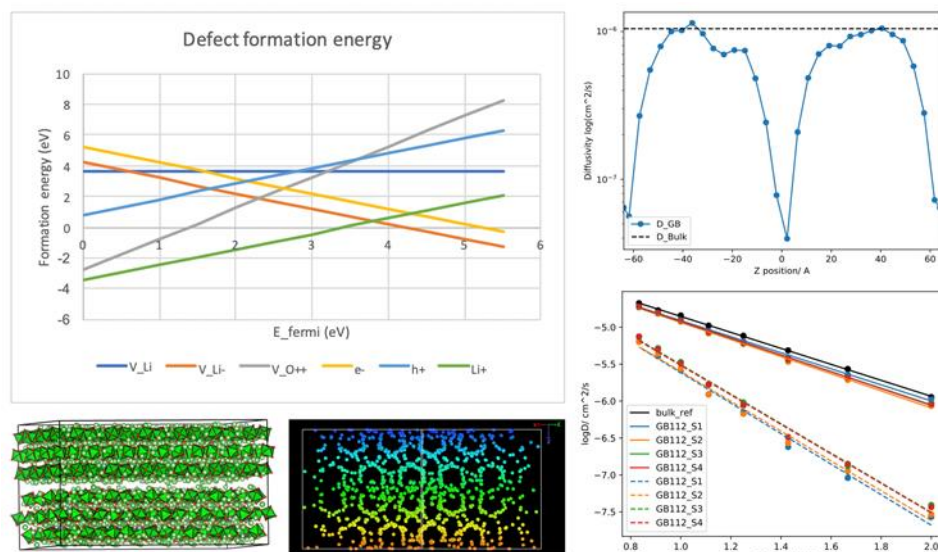 Defect formation energy
10
8
6
4
2
0
-2
-4
-6
0 1 2 3 4 5 6
Formation energy (eV)
E_fermi (eV)
V_Li V_Li- V_O++ e- h+ Li+
10⁻⁶
10⁻⁷
Diffusivity log(cm^2/s)
D_GB
D_Bulk
-60 -40 -20 0 20 40 60
Z position/ A
-5.0
-5.5
-6.0
-6.5
-7.0
-7.5
logD/ cm^2/s
bulk_ref
GB112_S1
GB112_S2
GB112_S3
GB112_S4
GB112_S1
GB112_S2
GB112_S3
GB112_S4
0.8 1.0 1.2 1.4 1.6 1.8 2.0